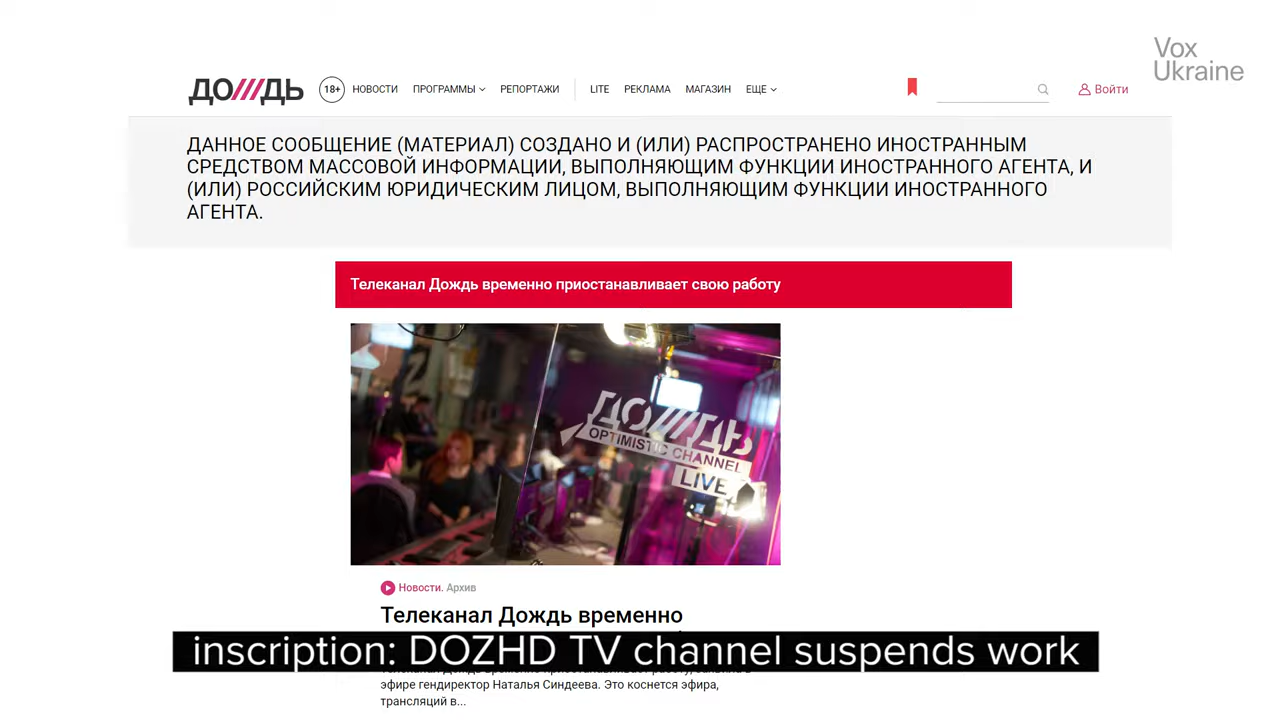 Vox
Ukraine
ДОЖДЬ
18+
НОВОСТИ
ПРОГРАММЫ
РЕПОРТАЖИ
LITE
РЕКЛАМА
МАГАЗИН
ЕЩЕ
Войти
ДАННОЕ СООБЩЕНИЕ (МАТЕРИАЛ) СОЗДАНО И (ИЛИ) РАСПРОСТРАНЕНО ИНОСТРАННЫМ
СРЕДСТВОМ МАССОВОЙ ИНФОРМАЦИИ, ВЫПОЛНЯЮЩИМ ФУНКЦИИ ИНОСТРАННОГО АГЕНТА, И
(ИЛИ) РОССИЙСКИМ ЮРИДИЧЕСКИМ ЛИЦОМ, ВЫПОЛНЯЮЩИМ ФУНКЦИИ ИНОСТРАННОГО
АГЕНТА.
Телеканал Дождь временно приостанавливает свою работу
ДОЖДЬ
OPTIMISTIC CHANNEL
LIVE
Новости. Архив
Телеканал Дождь временно
inscription: DOZHD TV channel suspends work
эфире гендиректор Наталья Синдеева. Это коснется эфира,
трансляций в...